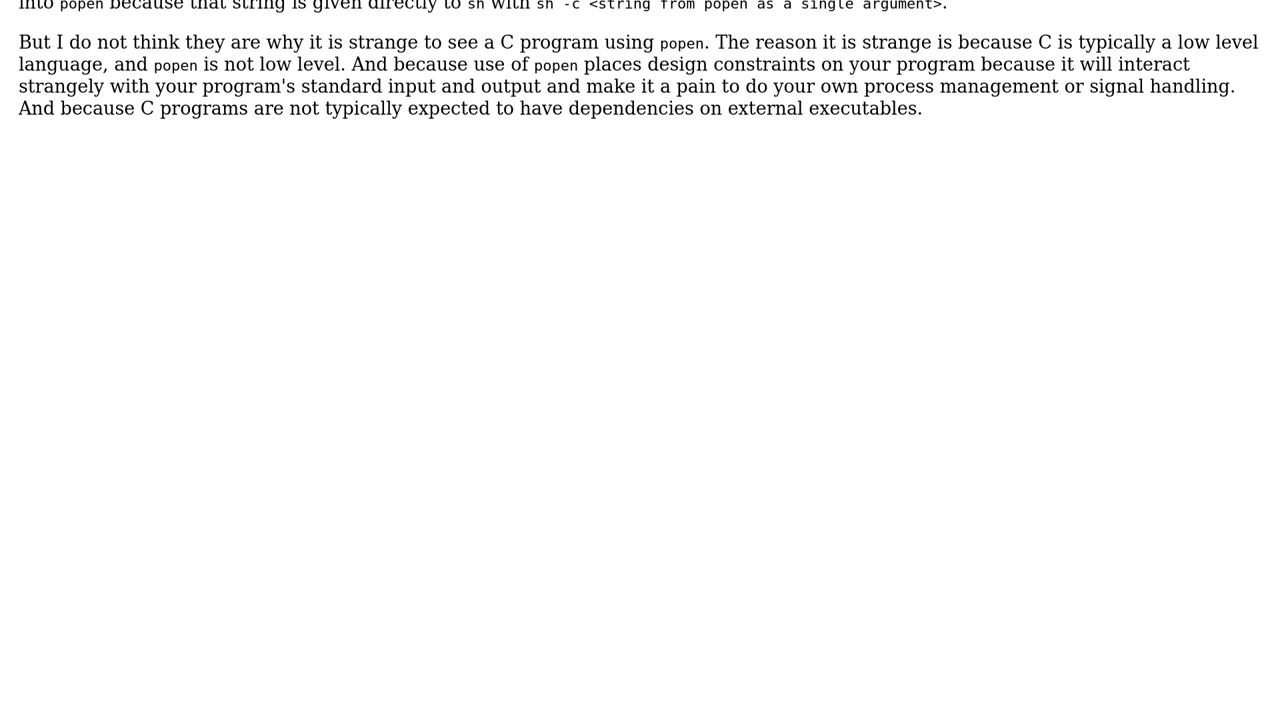 into popen because that string is given directly to sh with sh -c <string from popen as a single argument>.
But I do not think they are why it is strange to see a C program using popen. The reason it is strange is because C is typically a low level
language, and popen is not low level. And because use of popen places design constraints on your program because it will interact
strangely with your program's standard input and output and make it a pain to do your own process management or signal handling.
And because C programs are not typically expected to have dependencies on external executables.